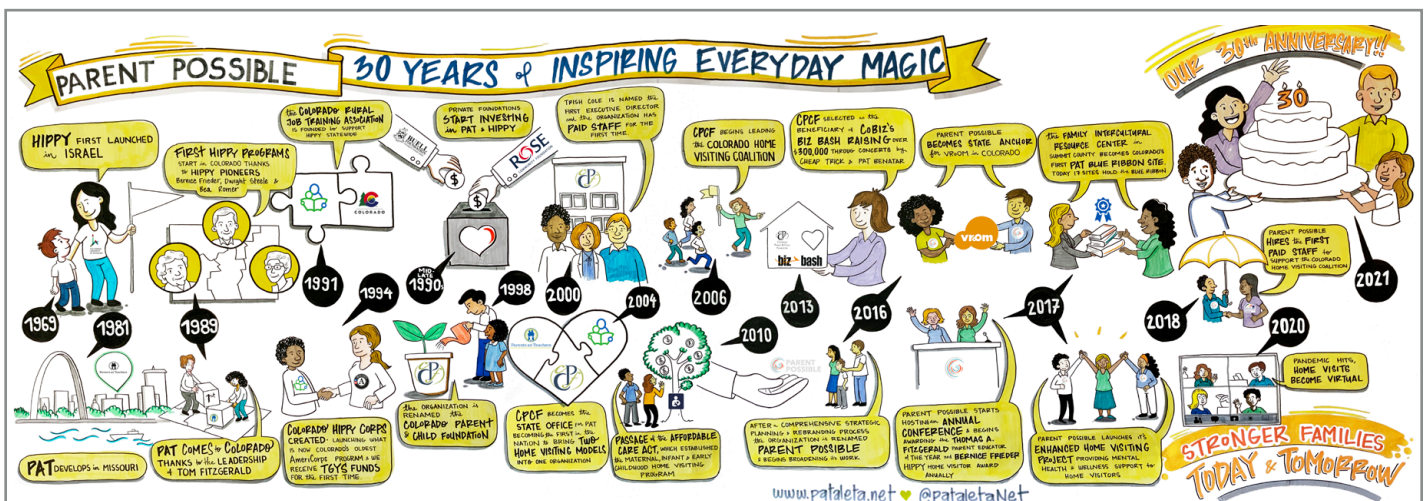 PARENT POSSIBLE
30 YEARS of INSPIRING EVERYDAY MAGIC
OUR 30TH ANNIVERSARY!!
30
HIPPY FIRST LAUNCHED
in ISRAEL
1969
1981
PAT DEVELOPS in MISSOURI
Parents as Teachers
FIRST HIPPY PROGRAMS
START in COLORADO THANKS
to HIPPY PIONEERS
Bernice Frieder, Dwight Steele &
Bea Romer
1989
PAT COMES to COLORADO
THANKS to the LEADERSHIP
of TOM FITZGERALD
the COLORADO RURAL
JOB TRAINING ASSOCIATION
IS FOUNDED to SUPPORT
HIPPY STATEWIDE
COLORADO
1991
1994
COLORADO HIPPY CORPS
CREATED - LAUNCHING WHAT
IS NOW COLORADO'S OLDEST
AmeriCorps PROGRAM & WE
RECEIVE TGYS FUNDS
FOR the FIRST TIME.
PRIVATE FOUNDATIONS
START INVESTING
in PAT & HIPPY
BUELL
ROSE
MID-
LATE
1990s
1998
the ORGANIZATION is
RENAMED the
COLORADO PARENT
& CHILD FOUNDATION
TRISH COLE IS NAMED the
FIRST EXECUTIVE DIRECTOR
and the ORGANIZATION HAS
PAID STAFF FOR THE
FIRST TIME.
2000
2004
Parents as Teachers
CPCF BECOMES the
STATE OFFICE for PAT
BECOMING the FIRST in the
NATION to BRING TWO
HOME VISITING MODELS
INTO ONE ORGANIZATION
CPCF BEGINS LEADING
the COLORADO HOME
VISITING COALITION
2006
2010
PASSAGE of the AFFORDABLE
CARE ACT, WHICH ESTABLISHED
the MATERNAL, INFANT & EARLY
CHILDHOOD HOME VISITING
PROGRAM
CPCF SELECTED as the
BENEFICIARY of COBIZ'S
BIZ BASH RAISING OVER
$300,000 THROUGH CONCERTS by
CHEAP TRICK & PAT BENATAR
biz bash
2013
2016
PARENT
POSSIBLE
AFTER a COMPREHENSIVE STRATEGIC
PLANNING & REBRANDING PROCESS
the ORGANIZATION IS RENAMED
PARENT POSSIBLE
& BEGINS BROADENING its WORK
PARENT POSSIBLE
BECOMES STATE ANCHOR
for VROOM in COLORADO
vroom
PARENT POSSIBLE STARTS
HOSTING an ANNUAL
CONFERENCE & BEGINS
AWARDING the THOMAS A.
FITZGERALD PARENT EDUCATOR
of THE YEAR and BERNICE FRIEDER
HIPPY HOME VISITOR AWARD
ANNUALLY
the FAMILY INTERCULTURAL
RESOURCE CENTER in
SUMMIT COUNTY BECOMES COLORADO'S
FIRST PAT BLUE RIBBON SITE.
TODAY 17 SITES HOLD the BLUE RIBBON
2017
PARENT POSSIBLE LAUNCHES IT'S
ENHANCED HOME VISITING
PROJECT PROVIDING MENTAL
HEALTH & WELLNESS SUPPORT for
HOME VISITORS
2018
PARENT POSSIBLE
HIRES the FIRST
PAID STAFF to
SUPPORT the COLORADO
HOME VISITING COALITION
2020
PANDEMIC HITS,
HOME VISITS
BECOME VIRTUAL
2021
STRONGER FAMILIES
TODAY & TOMORROW
www.pataleta.net ♥ @pataletaNet